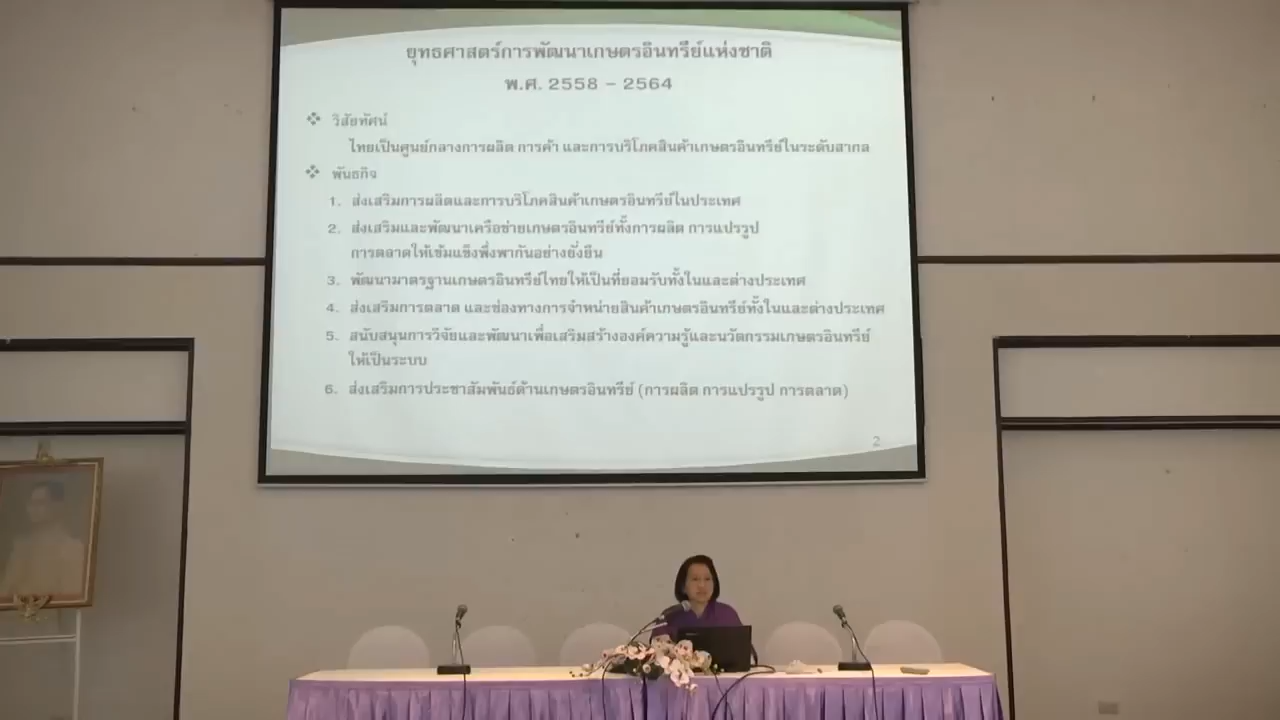 ยุทธศาสตร์การพัฒนาเกษตรอินทรีย์แห่งชาติ
พ.ศ. 2558 – 2564
❖ วิสัยทัศน์
ไทยเป็นศูนย์กลางการผลิต การค้า และการบริโภคสินค้าเกษตรอินทรีย์ในระดับสากล
❖ พันธกิจ
1. ส่งเสริมการผลิตและการบริโภคสินค้าเกษตรอินทรีย์ในประเทศ
2. ส่งเสริมและพัฒนาเครือข่ายเกษตรอินทรีย์ทั้งการผลิต การแปรรูป
การตลาดให้เข้มแข็งพึ่งพากันอย่างยั่งยืน
3. พัฒนามาตรฐานเกษตรอินทรีย์ไทยให้เป็นที่ยอมรับทั้งในและต่างประเทศ
4. ส่งเสริมการตลาด และช่องทางการจำหน่ายสินค้าเกษตรอินทรีย์ทั้งในและต่างประเทศ
5. สนับสนุนการวิจัยและพัฒนาเพื่อเสริมสร้างองค์ความรู้และนวัตกรรมเกษตรอินทรีย์
ให้เป็นระบบ
6. ส่งเสริมการประชาสัมพันธ์ด้านเกษตรอินทรีย์ (การผลิต การแปรรูป การตลาด)
2